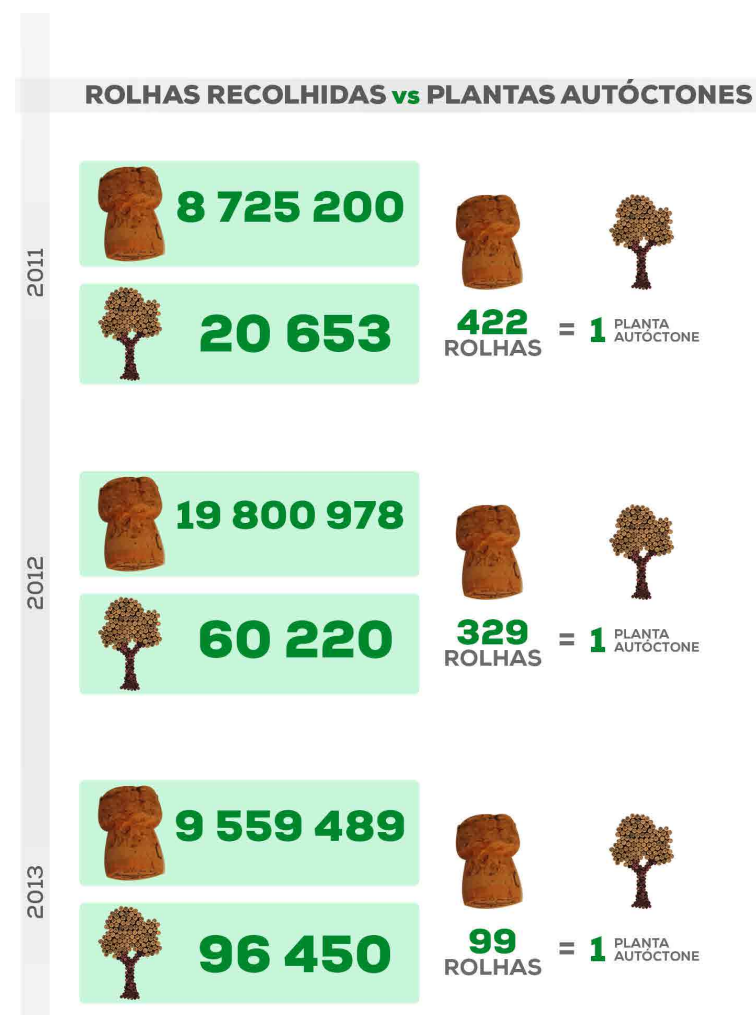 ROLHAS RECOLHIDAS vs PLANTAS AUTÓCTONES
2011
8 725 200
20 653
422
ROLHAS
= 1 PLANTA
AUTÓCTONE
2012
19 800 978
60 220
329
ROLHAS
= 1 PLANTA
AUTÓCTONE
2013
9 559 489
96 450
99
ROLHAS
= 1 PLANTA
AUTÓCTONE